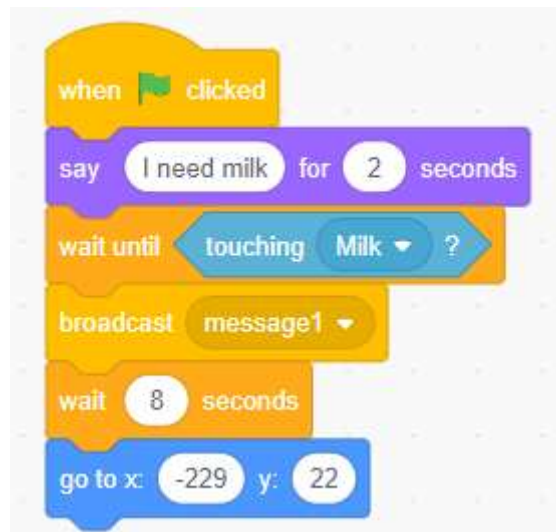 when clicked
say I need milk for 2 seconds
wait until touching Milk ?
broadcast message1
wait 8 seconds
go to x: -229 y: 22